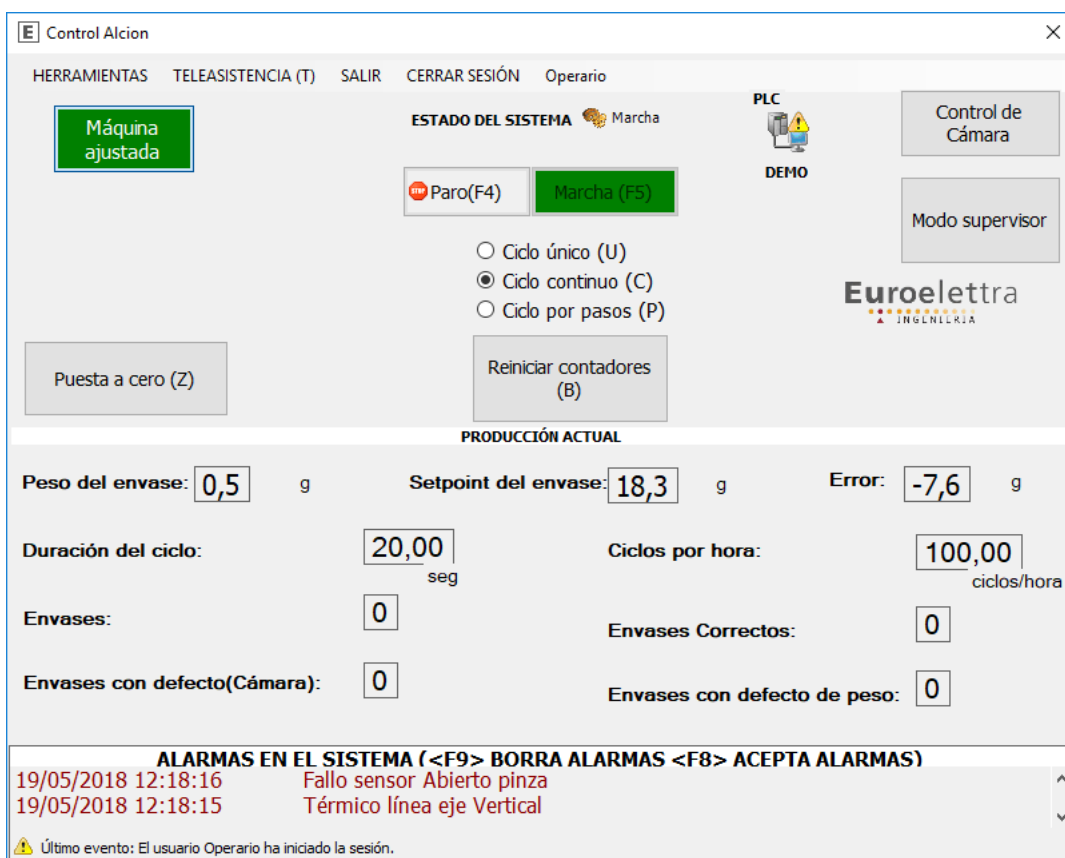 E Control Alcion
HERRAMIENTAS TELEASISTENCIA (T) SALIR CERRAR SESIÓN Operario
Máquina
ajustada
ESTADO DEL SISTEMA Marcha
PLC
DEMO
Control de
Cámara
STOP Paro(F4) Marcha (F5)
Modo supervisor
Ciclo único (U)
Ciclo continuo (C)
Ciclo por pasos (P)
Euroelettra
INGENIERIA
Puesta a cero (Z)
Reiniciar contadores
(B)
PRODUCCIÓN ACTUAL
Peso del envase: 0,5 g Setpoint del envase: 18,3 g Error: -7,6 g
Duración del ciclo: 20,00 seg Ciclos por hora: 100,00 ciclos/hora
Envases: 0 Envases Correctos: 0
Envases con defecto(Cámara): 0 Envases con defecto de peso: 0
ALARMAS EN EL SISTEMA (<F9> BORRA ALARMAS <F8> ACEPTA ALARMAS)
19/05/2018 12:18:16 Fallo sensor Abierto pinza
19/05/2018 12:18:15 Térmico línea eje Vertical
Último evento: El usuario Operario ha iniciado la sesión.